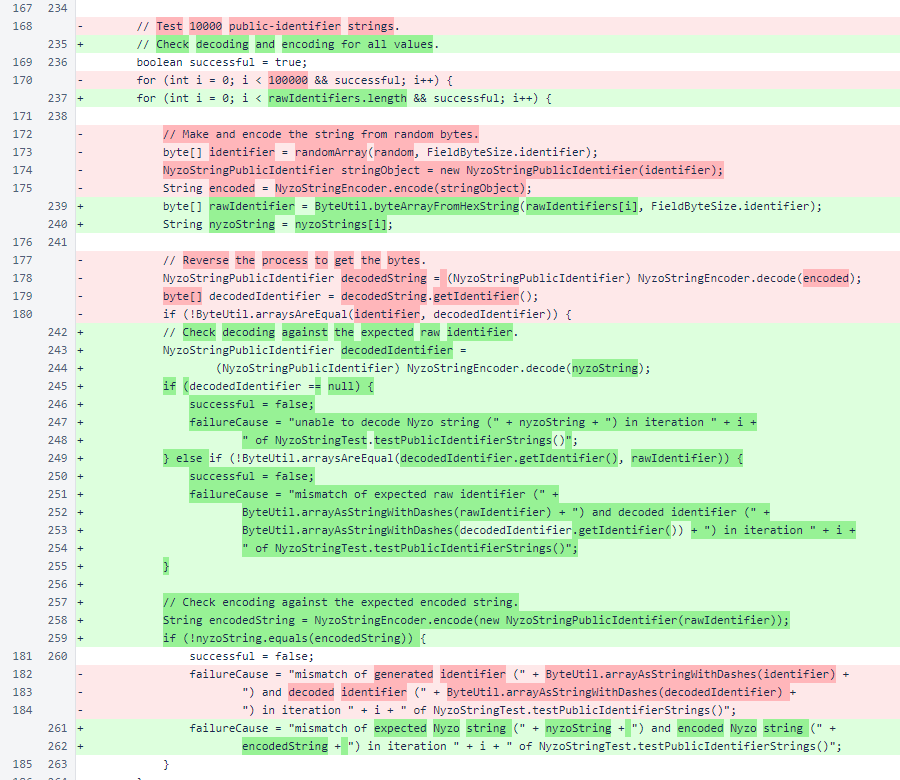 167 234
168 - // Test 10000 public-identifier strings.
235 + // Check decoding and encoding for all values.
169 236 boolean successful = true;
170 - for (int i = 0; i < 100000 && successful; i++) {
237 + for (int i = 0; i < rawIdentifiers.length && successful; i++) {
171 238
172 - // Make and encode the string from random bytes.
173 - byte[] identifier = randomArray(random, FieldByteSize.identifier);
174 - NyzoStringPublicIdentifier stringObject = new NyzoStringPublicIdentifier(identifier);
175 - String encoded = NyzoStringEncoder.encode(stringObject);
239 + byte[] rawIdentifier = ByteUtil.byteArrayFromHexString(rawIdentifiers[i], FieldByteSize.identifier);
240 + String nyzoString = nyzoStrings[i];
176 241
177 - // Reverse the process to get the bytes.
178 - NyzoStringPublicIdentifier decodedString = (NyzoStringPublicIdentifier) NyzoStringEncoder.decode(encoded);
179 - byte[] decodedIdentifier = decodedString.getIdentifier();
180 - if (!ByteUtil.arraysAreEqual(identifier, decodedIdentifier)) {
242 + // Check decoding against the expected raw identifier.
243 + NyzoStringPublicIdentifier decodedIdentifier =
244 + (NyzoStringPublicIdentifier) NyzoStringEncoder.decode(nyzoString);
245 + if (decodedIdentifier == null) {
246 + successful = false;
247 + failureCause = "unable to decode Nyzo string (" + nyzoString + ") in iteration " + i +
248 + " of NyzoStringTest.testPublicIdentifierStrings()";
249 + } else if (!ByteUtil.arraysAreEqual(decodedIdentifier.getIdentifier(), rawIdentifier)) {
250 + successful = false;
251 + failureCause = "mismatch of expected raw identifier (" +
252 + ByteUtil.arrayAsStringWithDashes(rawIdentifier) + ") and decoded identifier (" +
253 + ByteUtil.arrayAsStringWithDashes(decodedIdentifier.getIdentifier()) + ") in iteration " + i +
254 + " of NyzoStringTest.testPublicIdentifierStrings()";
255 + }
256 +
257 + // Check encoding against the expected encoded string.
258 + String encodedString = NyzoStringEncoder.encode(new NyzoStringPublicIdentifier(rawIdentifier));
259 + if (!nyzoString.equals(encodedString)) {
181 260 successful = false;
182 - failureCause = "mismatch of generated identifier (" + ByteUtil.arrayAsStringWithDashes(identifier) +
183 - ") and decoded identifier (" + ByteUtil.arrayAsStringWithDashes(decodedIdentifier) +
184 - ") in iteration " + i + " of NyzoStringTest.testPublicIdentifierStrings()";
261 + failureCause = "mismatch of expected Nyzo string (" + nyzoString + ") and encoded Nyzo string (" +
262 + encodedString + ") in iteration " + i + " of NyzoStringTest.testPublicIdentifierStrings()";
185 263 }